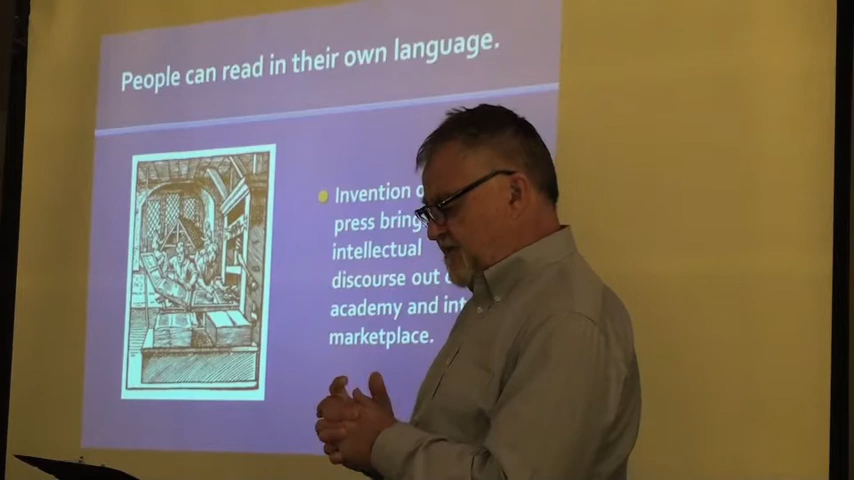 People can read in their own language.
Invention
press
intellectual
discourse out
academy and
marketplace.